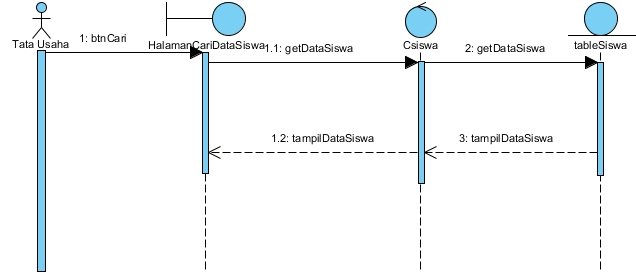 1: btnCari
Tata Usaha
HalamanCariDataSiswa
1.1: getDataSiswa
Csiswa
2: getDataSiswa
tableSiswa
1.2: tampilDataSiswa
3: tampilDataSiswa